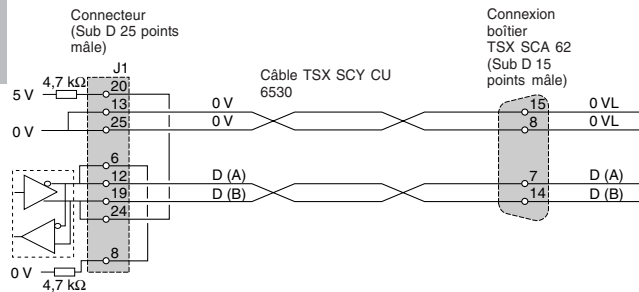 Connecteur
(Sub D 25 points
mâle)
J1
4,7 kΩ
5 V
20
13
0 V
25
6
12
19
24
8
0 V
4,7 kΩ
Câble TSX SCY CU
6530
0 V
0 V
D (A)
D (B)
Connexion
boîtier
TSX SCA 62
(Sub D 15
points mâle)
15
0 VL
8
0 VL
7
D (A)
14
D (B)